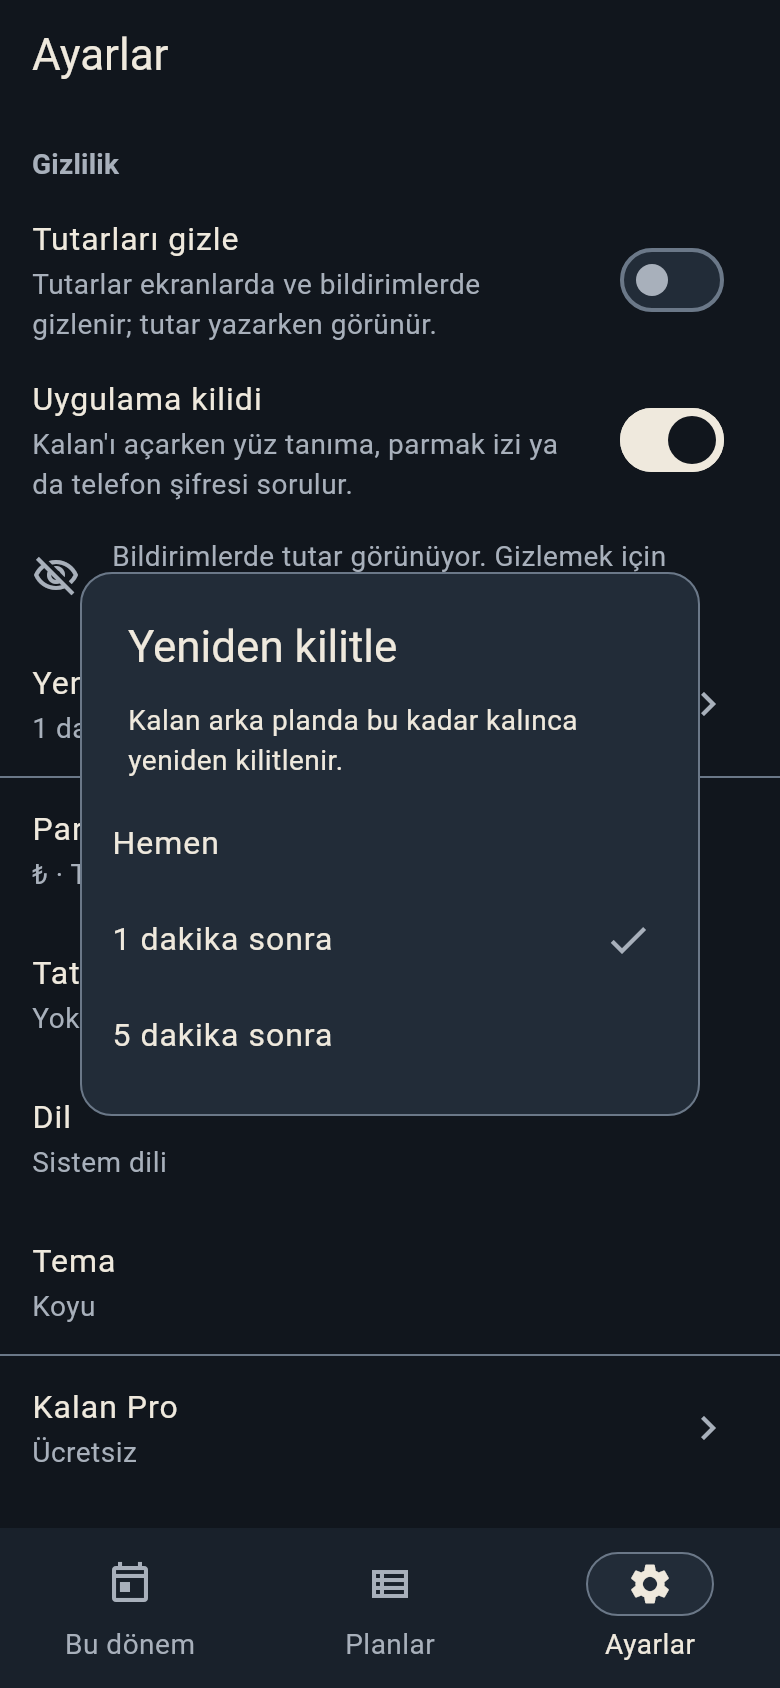 Ayarlar
Gizlilik
Tutarları gizle
Tutarlar ekranlarda ve bildirimlerde
gizlenir; tutar yazarken görünür.
Uygulama kilidi
Kalan'ı açarken yüz tanıma, parmak izi ya
da telefon şifresi sorulur.
Bildirimlerde tutar görünüyor. Gizlemek için
Yeniden kilitle
Kalan arka planda bu kadar kalınca
yeniden kilitlenir.
Hemen
1 dakika sonra
5 dakika sonra
Yok
Dil
Sistem dili
Tema
Koyu
Kalan Pro
Ücretsiz
Bu dönem
Planlar
Ayarlar